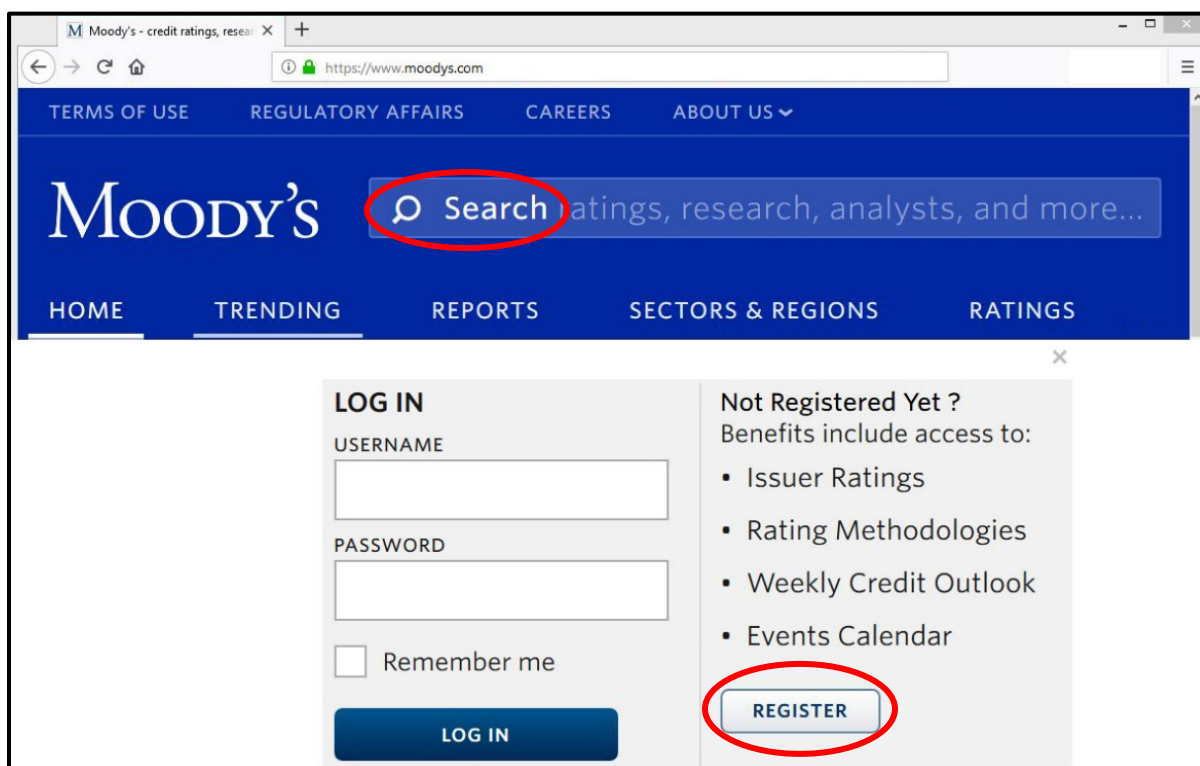 Moody's - credit ratings, resear
https://www.moodys.com
TERMS OF USE REGULATORY AFFAIRS CAREERS ABOUT US
MOODY'S Search ratings, research, analysts, and more...
HOME TRENDING REPORTS SECTORS & REGIONS RATINGS
LOG IN
USERNAME
PASSWORD
Remember me
LOG IN
Not Registered Yet ?
Benefits include access to:
• Issuer Ratings
• Rating Methodologies
• Weekly Credit Outlook
• Events Calendar
REGISTER